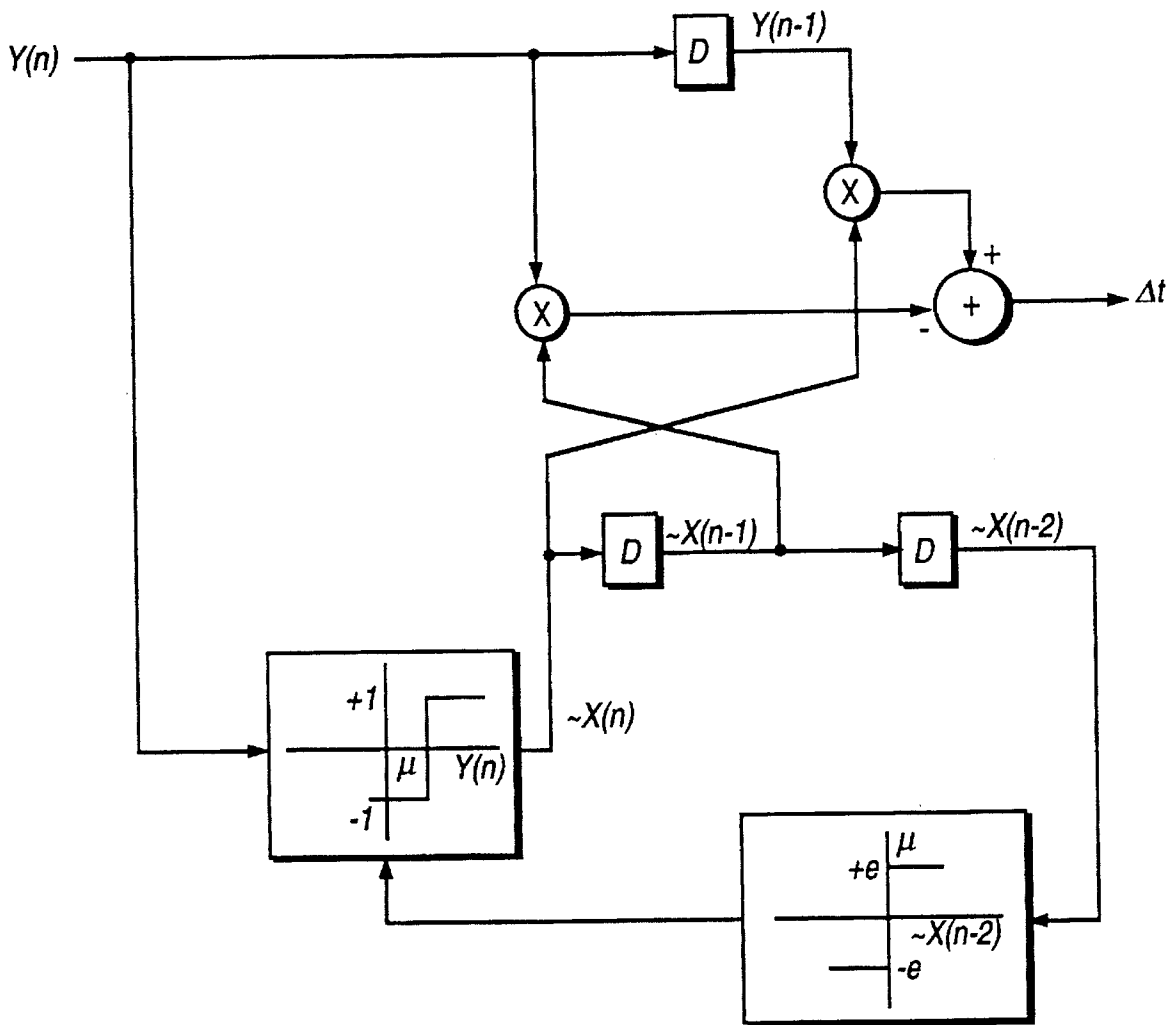 Y(n)
D
Y(n-1)
X
+
X
-
+
Δt
D
~X(n-1)
D
~X(n-2)
+1
μ
Y(n)
-1
~X(n)
μ
+e
~X(n-2)
-e